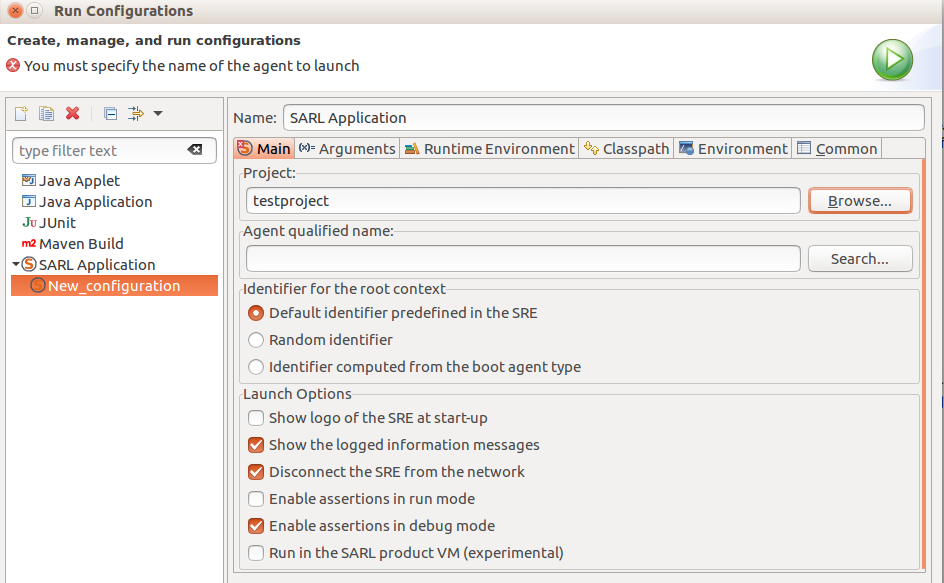 Run Configurations
Create, manage, and run configurations
You must specify the name of the agent to launch
type filter text
Java Applet
Java Application
Ju JUnit
m2 Maven Build
SARL Application
New_configuration
Name: SARL Application
Main (x)= Arguments Runtime Environment Classpath Environment Common
Project:
testproject Browse...
Agent qualified name:
Search...
Identifier for the root context
Default identifier predefined in the SRE
Random identifier
Identifier computed from the boot agent type
Launch Options
Show logo of the SRE at start-up
Show the logged information messages
Disconnect the SRE from the network
Enable assertions in run mode
Enable assertions in debug mode
Run in the SARL product VM (experimental)